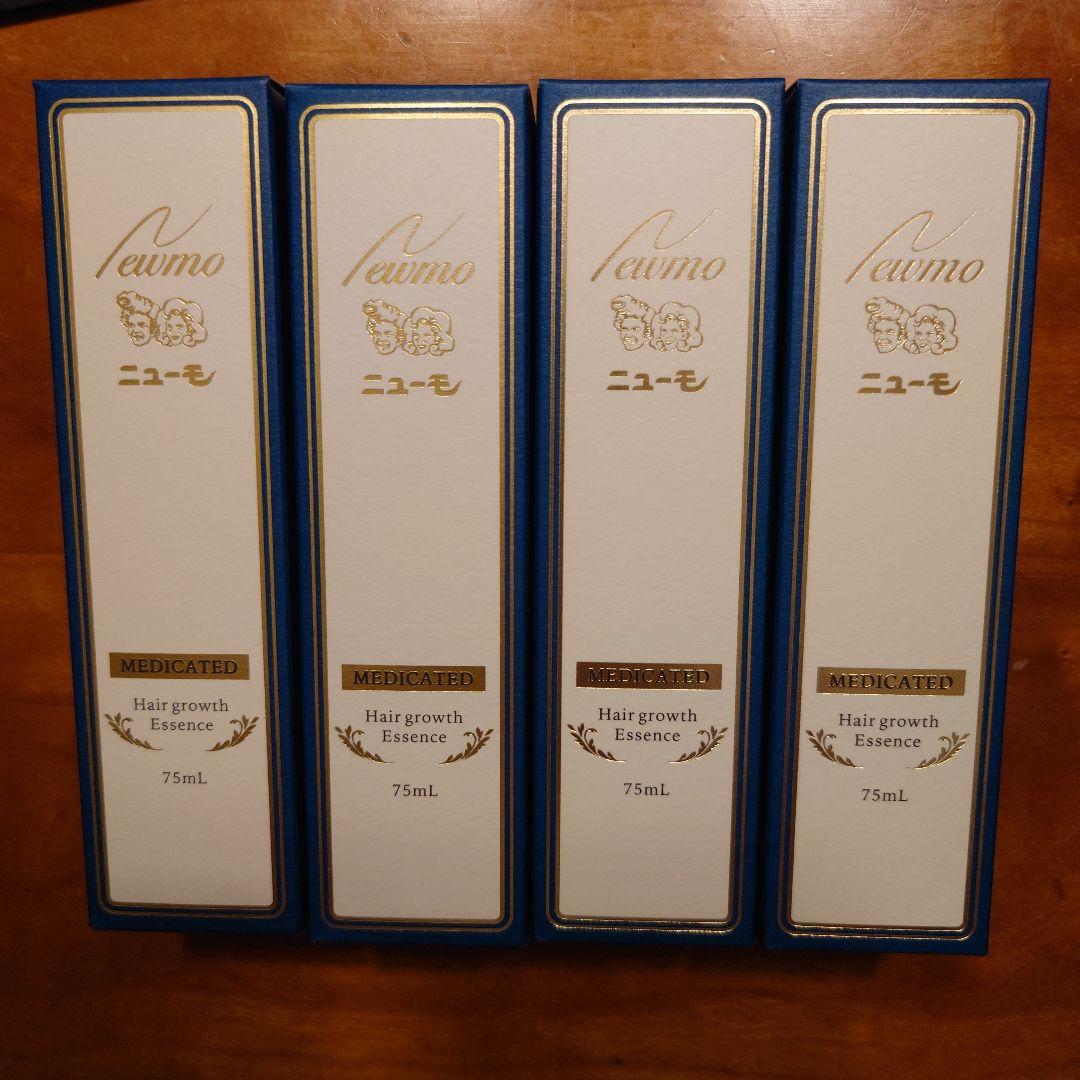 Newmo
ニューモ
MEDICATED
Hair growth
Essence
75mL
Newmo
ニューモ
MEDICATED
Hair growth
Essence
75mL
Newmo
ニューモ
MEDICATED
Hair growth
Essence
75mL
Newmo
ニューモ
MEDICATED
Hair growth
Essence
75mL